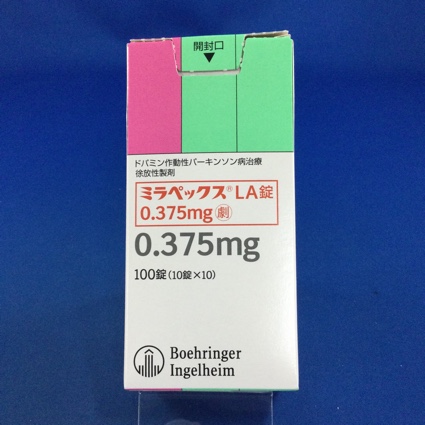 開封口
ドパミン作動性パーキンソン病治療
徐放性製剤
ミラペックス® LA錠
0.375mg 劇
0.375mg
100錠(10錠×10)
Boehringer
Ingelheim